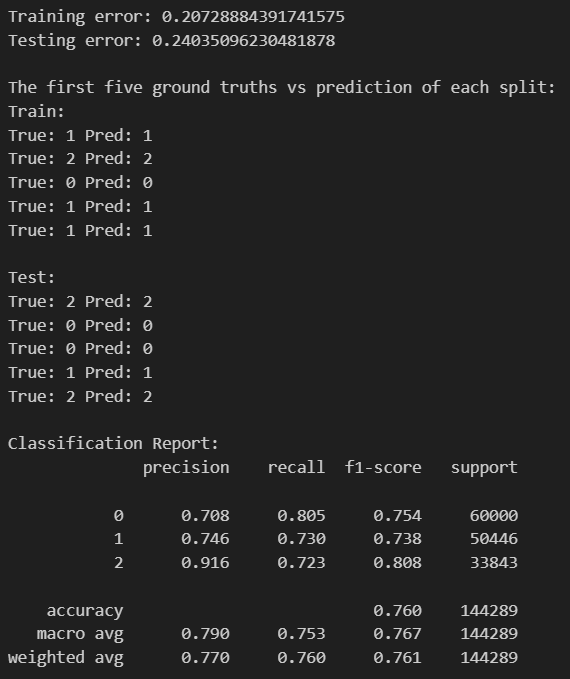 Training error: 0.20728884391741575
Testing error: 0.24035096230481878
The first five ground truths vs prediction of each split:
Train:
True: 1 Pred: 1
True: 2 Pred: 2
True: 0 Pred: 0
True: 1 Pred: 1
True: 1 Pred: 1
Test:
True: 2 Pred: 2
True: 0 Pred: 0
True: 0 Pred: 0
True: 1 Pred: 1
True: 2 Pred: 2
Classification Report:
precision recall f1-score support
0 0.708 0.805 0.754 60000
1 0.746 0.730 0.738 50446
2 0.916 0.723 0.808 33843
accuracy 0.760 144289
macro avg 0.790 0.753 0.767 144289
weighted avg 0.770 0.760 0.761 144289